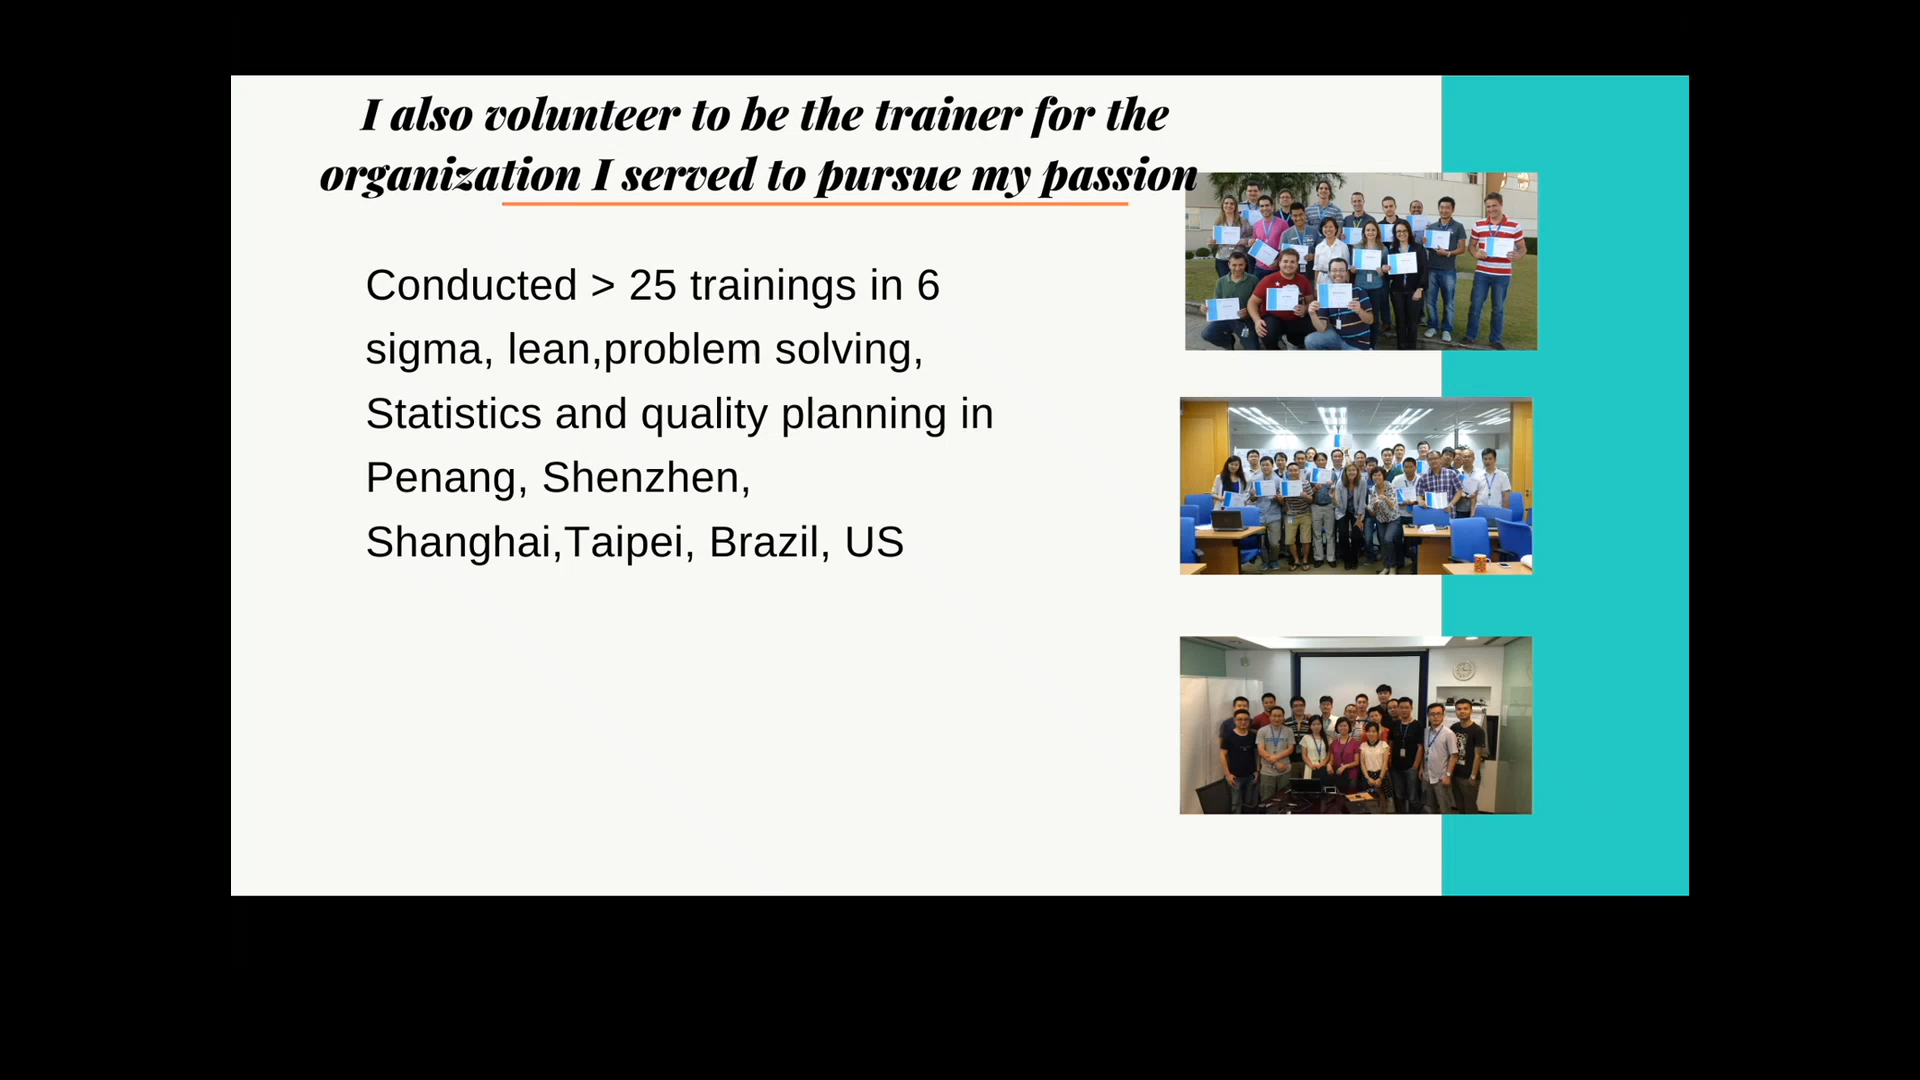 I also volunteer to be the trainer for the
organization I served to pursue my passion
Conducted > 25 trainings in 6
sigma, lean,problem solving,
Statistics and quality planning in
Penang, Shenzhen,
Shanghai,Taipei, Brazil, US